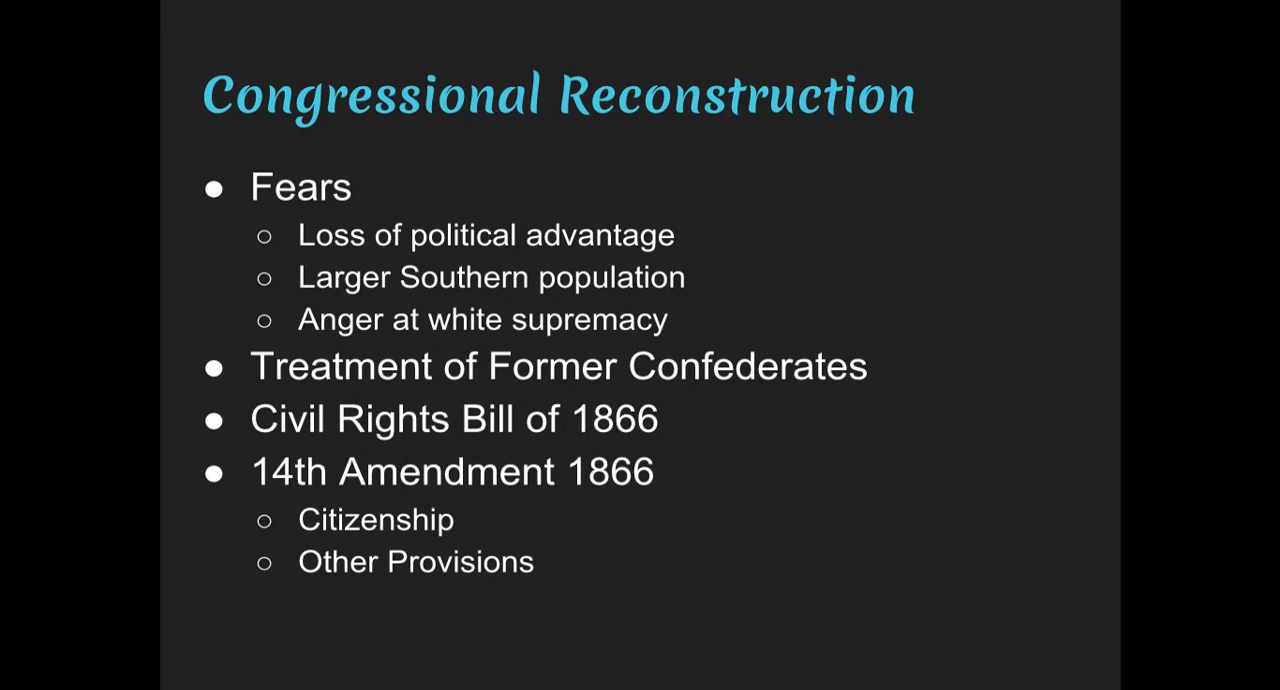 Congressional Reconstruction
● Fears
○ Loss of political advantage
○ Larger Southern population
○ Anger at white supremacy
● Treatment of Former Confederates
● Civil Rights Bill of 1866
● 14th Amendment 1866
○ Citizenship
○ Other Provisions